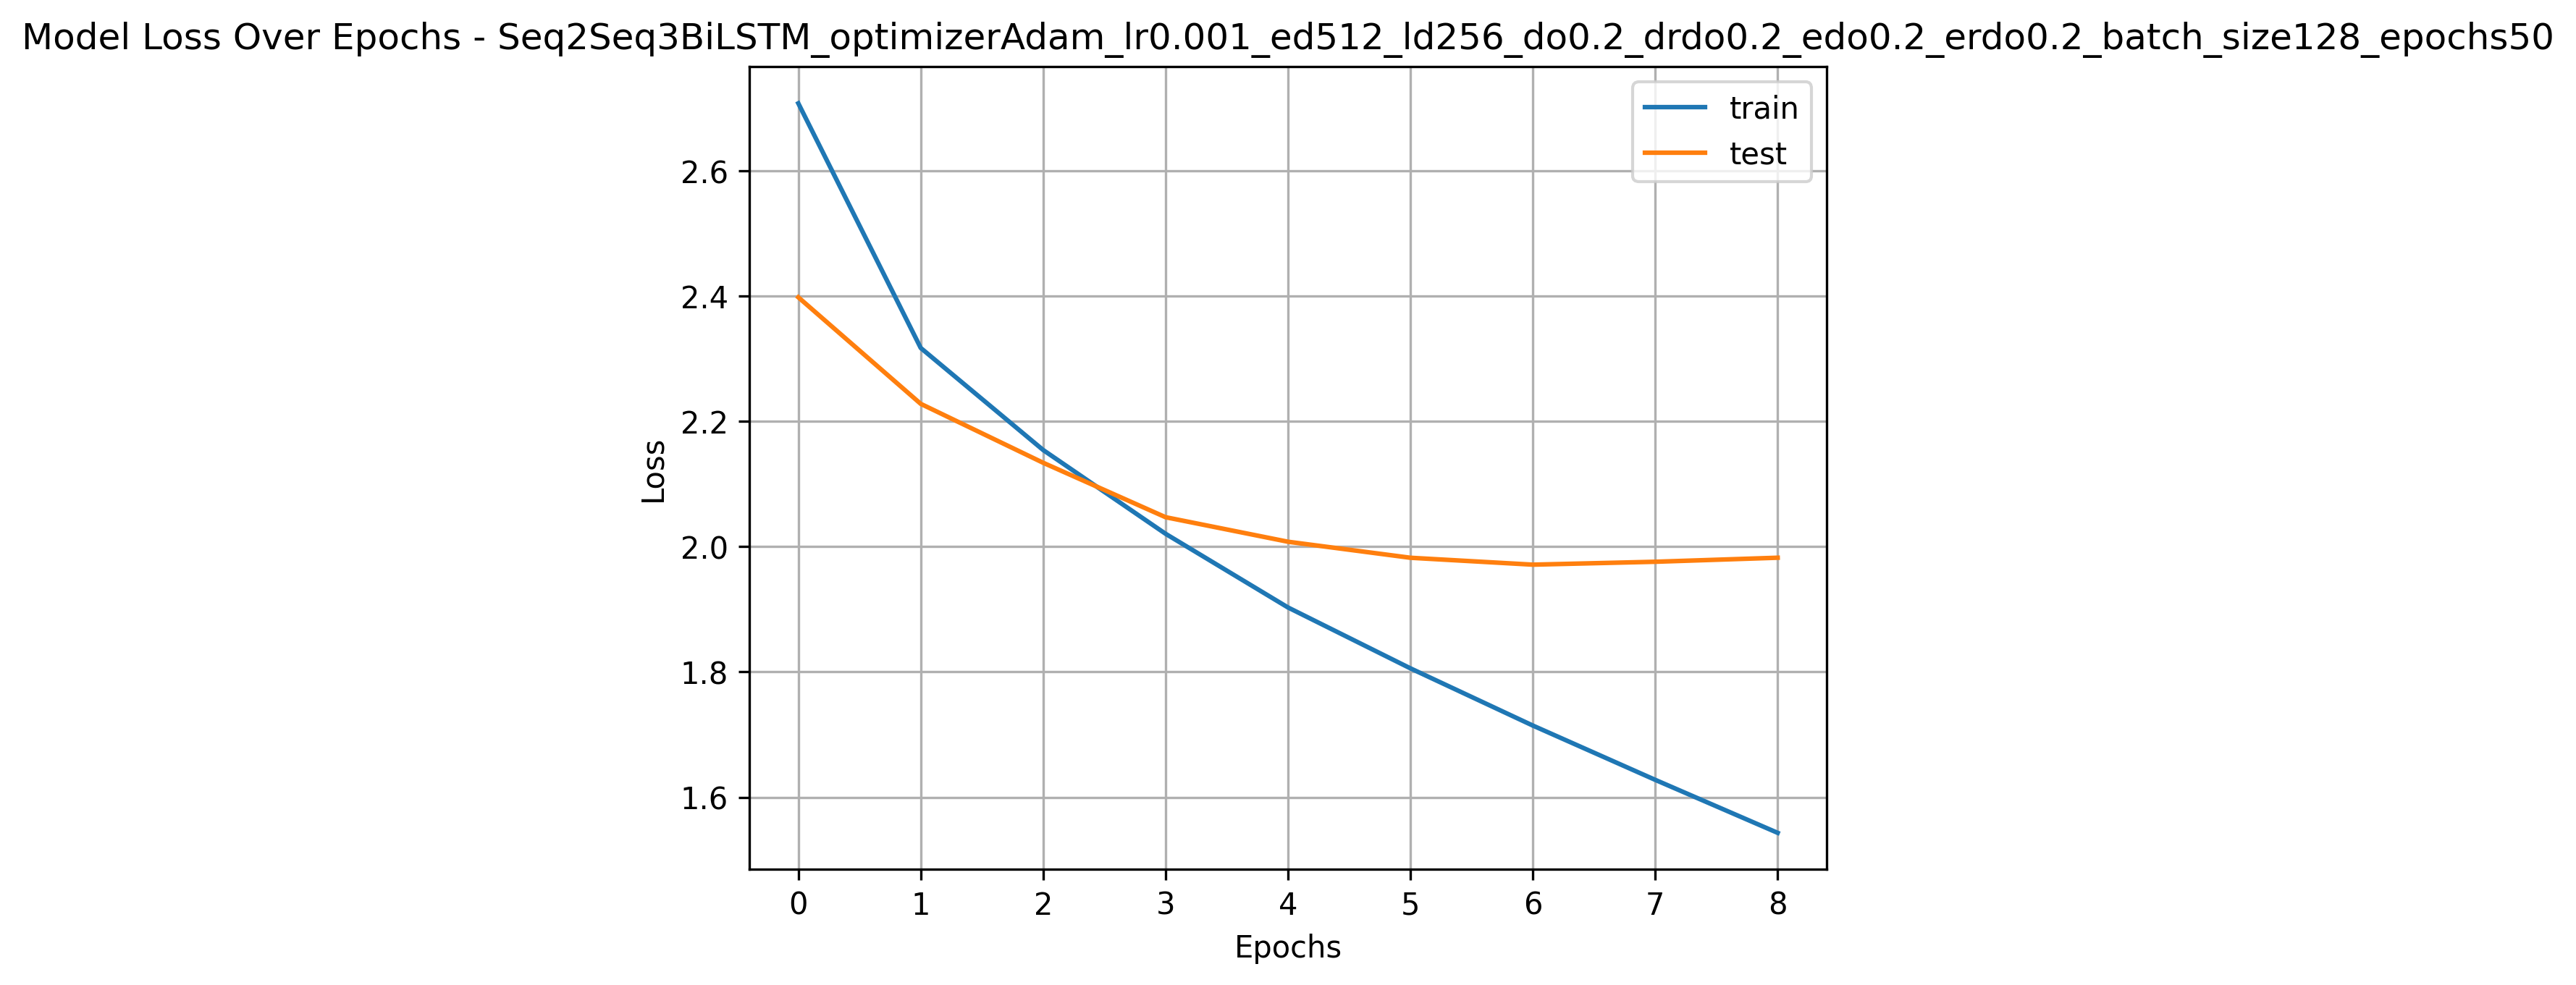 Model Loss Over Epochs - Seq2Seq3BiLSTM_optimizerAdam_lr0.001_ed512_ld256_do0.2_drdo0.2_edo0.2_erdo0.2_batch_size128_epochs50
train
test
2.6
2.4
2.2
2.0
1.8
1.6
Loss
0 1 2 3 4 5 6 7 8
Epochs